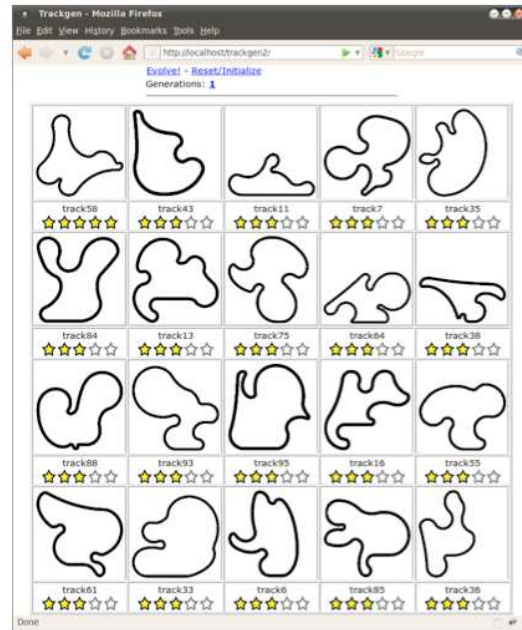 Trackgen - Mozilla Firefox
File Edit View History Bookmarks Tools Help
http://localhost/trackgen2/
Google
Evolve! - Reset/Initialize
Generations: 1
track58 track43 track11 track7 track35
track84 track13 track75 track64 track38
track88 track93 track95 track16 track55
track61 track33 track6 track85 track36
Done